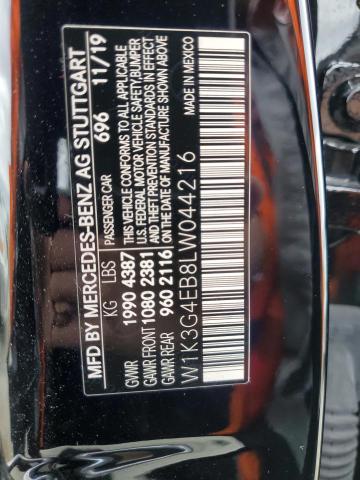 MFD BY MERCEDES-BENZ AG STUTTGART
PASSENGER CAR 696 11/19
KG LBS
GVWR 1990 4387
GAWR FRONT 1080 2381
GAWR REAR 960 2116
THIS VEHICLE CONFORMS TO ALL APPLICABLE
U.S. FEDERAL MOTOR VEHICLE SAFETY,BUMPER
AND THEFT PREVENTION STANDARDS IN EFFECT
ON THE DATE OF MANUFACTURE SHOWN ABOVE
MADE IN MEXICO
W1K3G4EB8LW044216